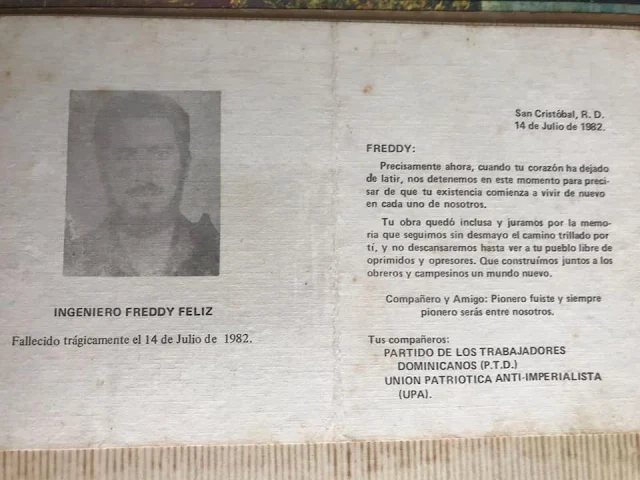 INGENIERO FREDDY FELIZ
Fallecido trágicamente el 14 de Julio de 1982.
San Cristóbal, R. D.
14 de Julio de 1982.
FREDDY:
Precisamente ahora, cuando tu corazón ha dejado
de latir, nos detenemos en este momento para preci-
sar de que tu existencia comienza a vivir de nuevo
en cada uno de nosotros.
Tu obra quedó inclusa y juramos por la memo-
ria que seguimos sin desmayo el camino trillado por
tí, y no descansaremos hasta ver a tu pueblo libre de
oprimidos y opresores. Que construímos juntos a los
obreros y campesinos un mundo nuevo.
Compañero y Amigo: Pionero fuiste y siempre
pionero serás entre nosotros.
Tus compañeros:
PARTIDO DE LOS TRABAJADORES
DOMINICANOS (P.T.D.)
UNION PATRIOTICA ANTI-IMPERIALISTA
(UPA).